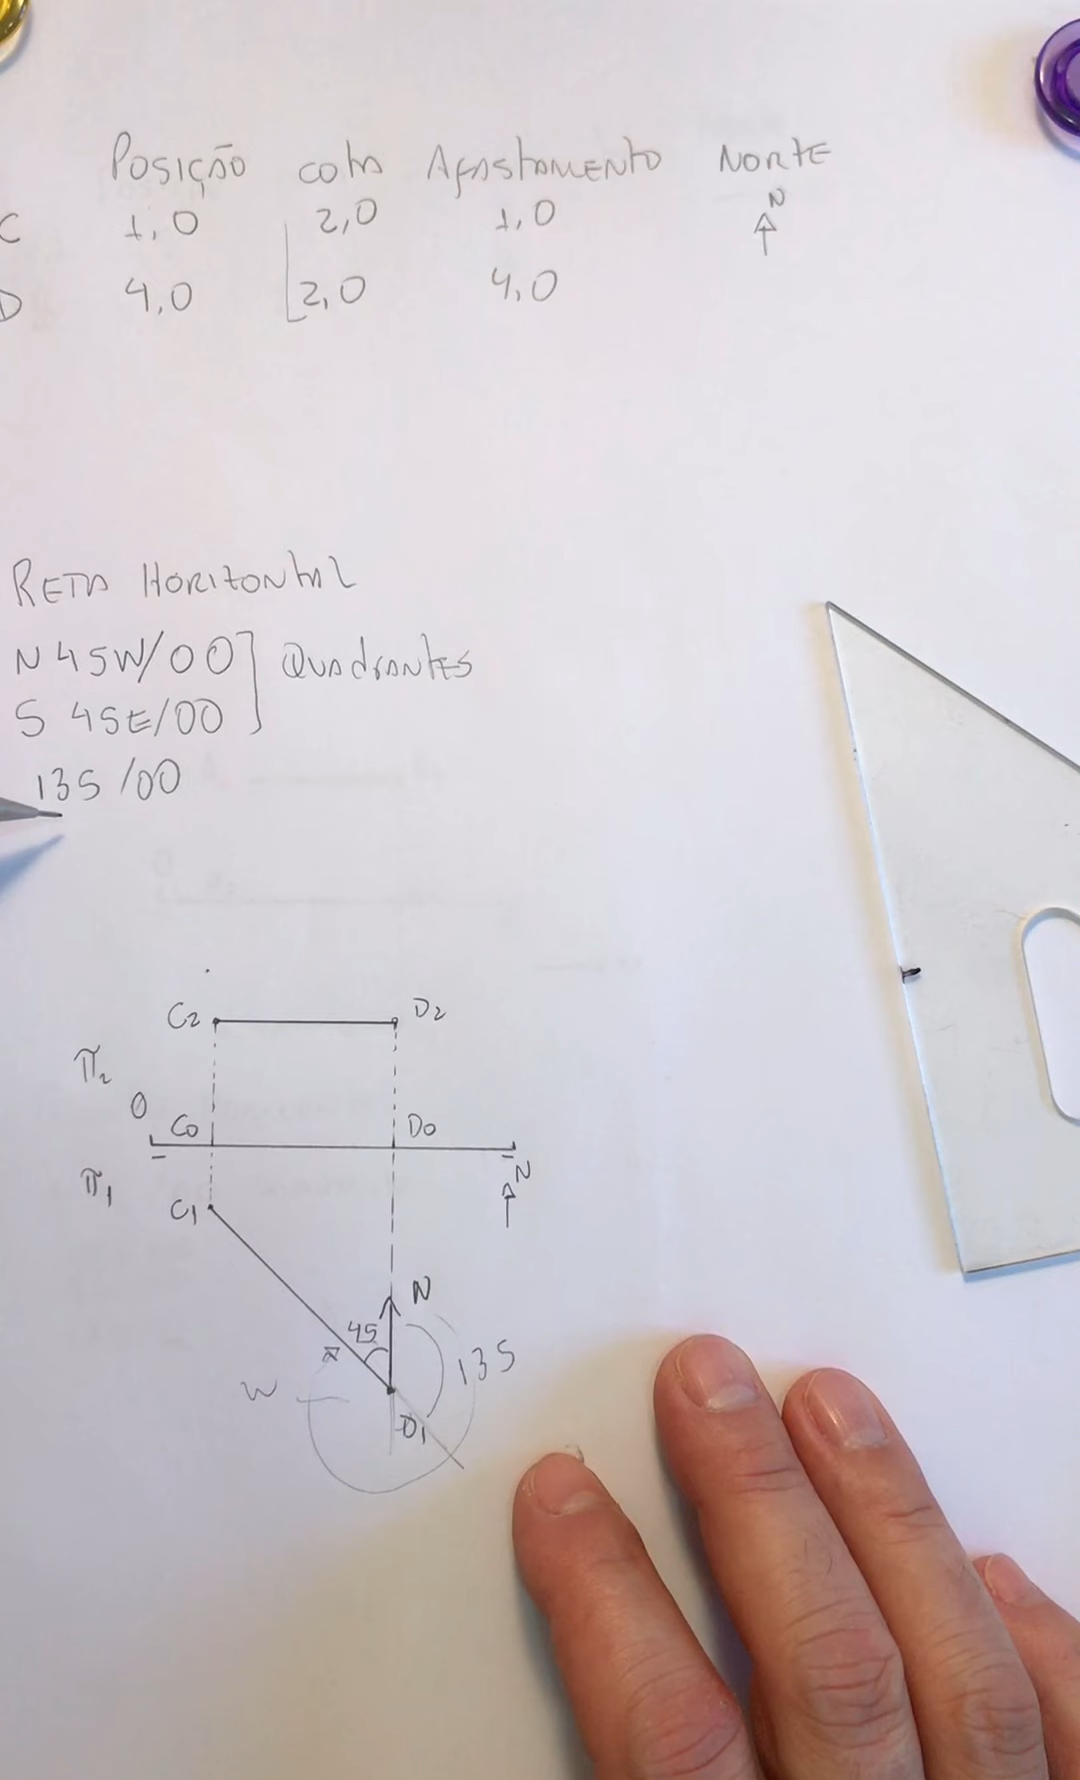 Posição cota Afastamento Norte
C 1,0 2,0 1,0 N
D 4,0 2,0 4,0
Reta Horizontal
N45W/00 Quadrantes
S 45E/00
135/00
C2 D2
π2
0 C0 D0
π1 N
C1
N
45
135
W
D1